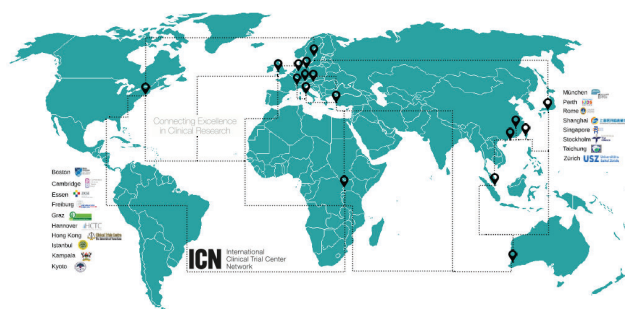 Connecting Excellence
in Clinical Research
Boston
Cambridge
Essen
Freiburg
Graz
Hannover
HCTC
Hong Kong
Istanbul
Kampala
Kyoto
ICN
International
Clinical Trial Center
Network
München
Perth
Rome
Shanghai
Singapore
Stockholm
Taichung
Zürich
USZ